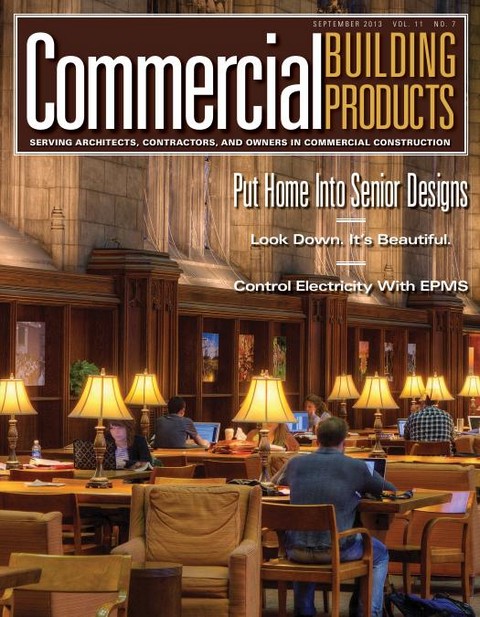 SEPTEMBER 2013 VOL. 11 NO. 7
Commercial
BUILDING
PRODUCTS
SERVING ARCHITECTS, CONTRACTORS, AND OWNERS IN COMMERCIAL CONSTRUCTION
Put Home Into Senior Designs
Look Down. It's Beautiful.
Control Electricity With EPMS